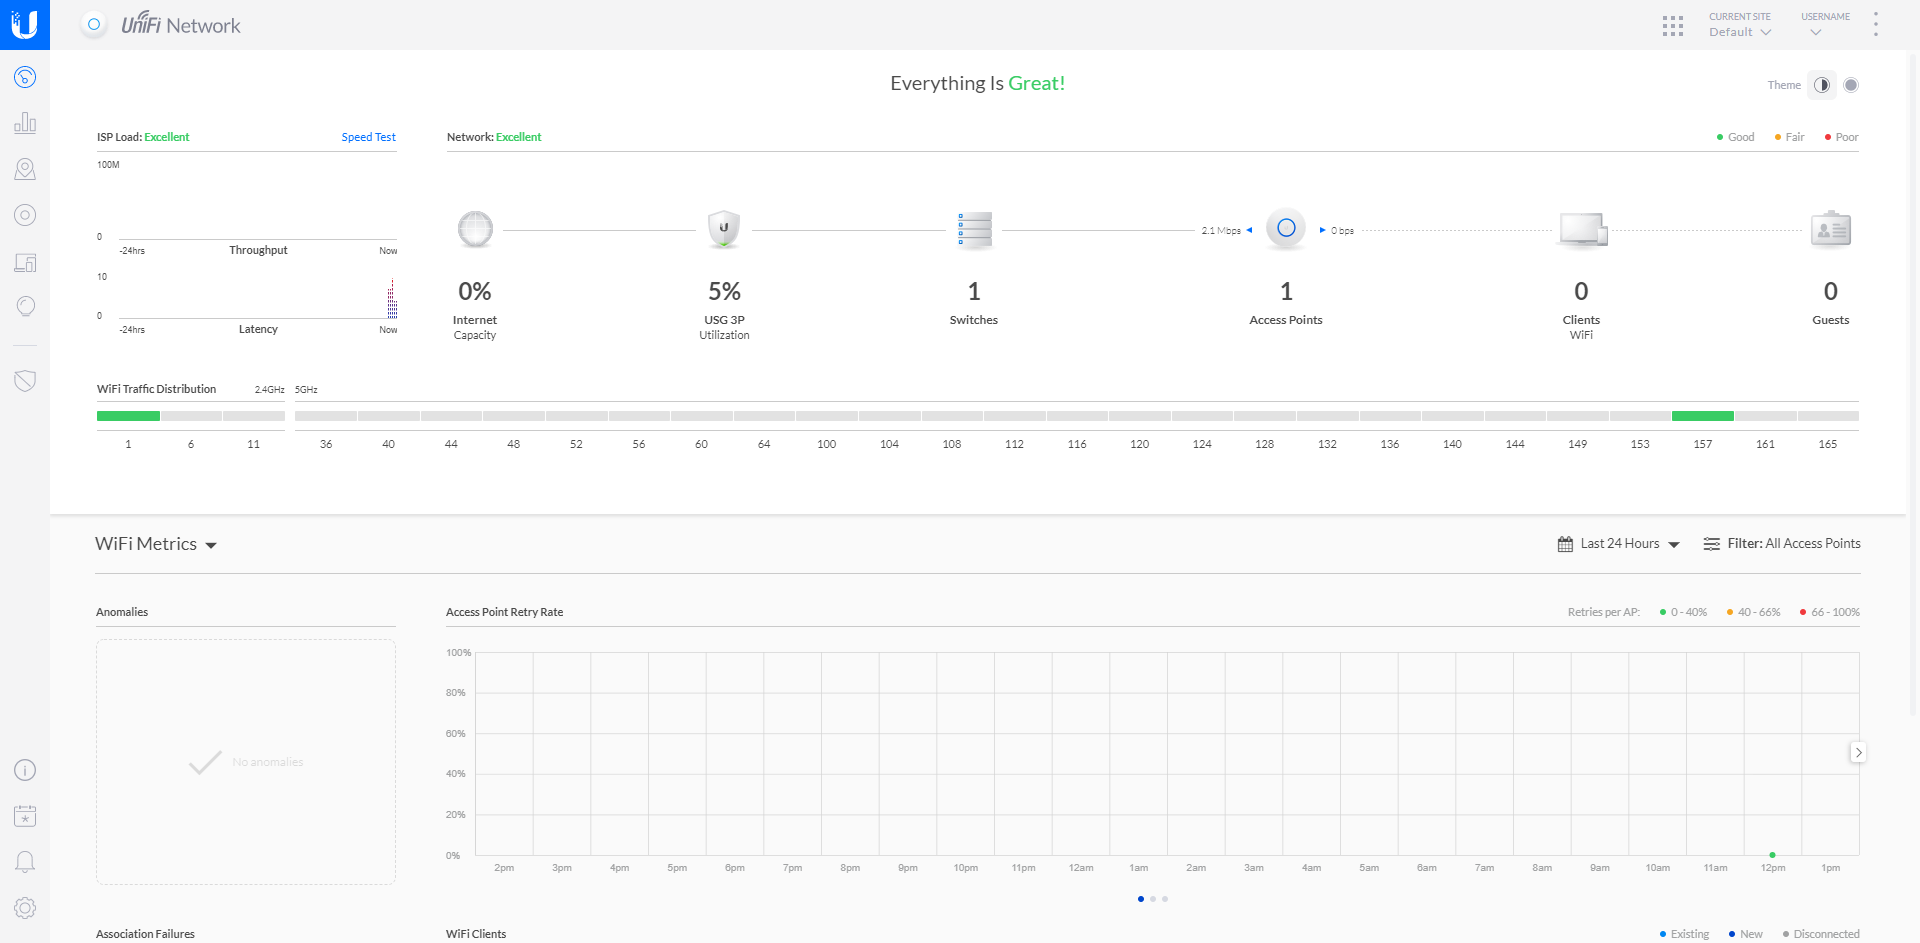 UniFi Network
CURRENT SITE
Default
USERNAME
Everything Is Great!
Theme
ISP Load: Excellent
Speed Test
Network: Excellent
Good
Fair
Poor
100M
0
-24hrs
Throughput
Now
10
0
-24hrs
Latency
Now
U
2.1 Mbps
0 bps
0%
Internet
Capacity
5%
USG 3P
Utilization
1
Switches
1
Access Points
0
Clients
WiFi
0
Guests
WiFi Traffic Distribution
2.4GHz
5GHz
1 6 11 36 40 44 48 52 56 60 64 100 104 108 112 116 120 124 128 132 136 140 144 149 153 157 161 165
WiFi Metrics
Last 24 Hours
Filter: All Access Points
Anomalies
No anomalies
Access Point Retry Rate
Retries per AP:
0 - 40%
40 - 66%
66 - 100%
100%
80%
60%
40%
20%
0%
2pm 3pm 4pm 5pm 6pm 7pm 8pm 9pm 10pm 11pm 12am 1am 2am 3am 4am 5am 6am 7am 8am 9am 10am 11am 12pm 1pm
Association Failures
WiFi Clients
Existing
New
Disconnected